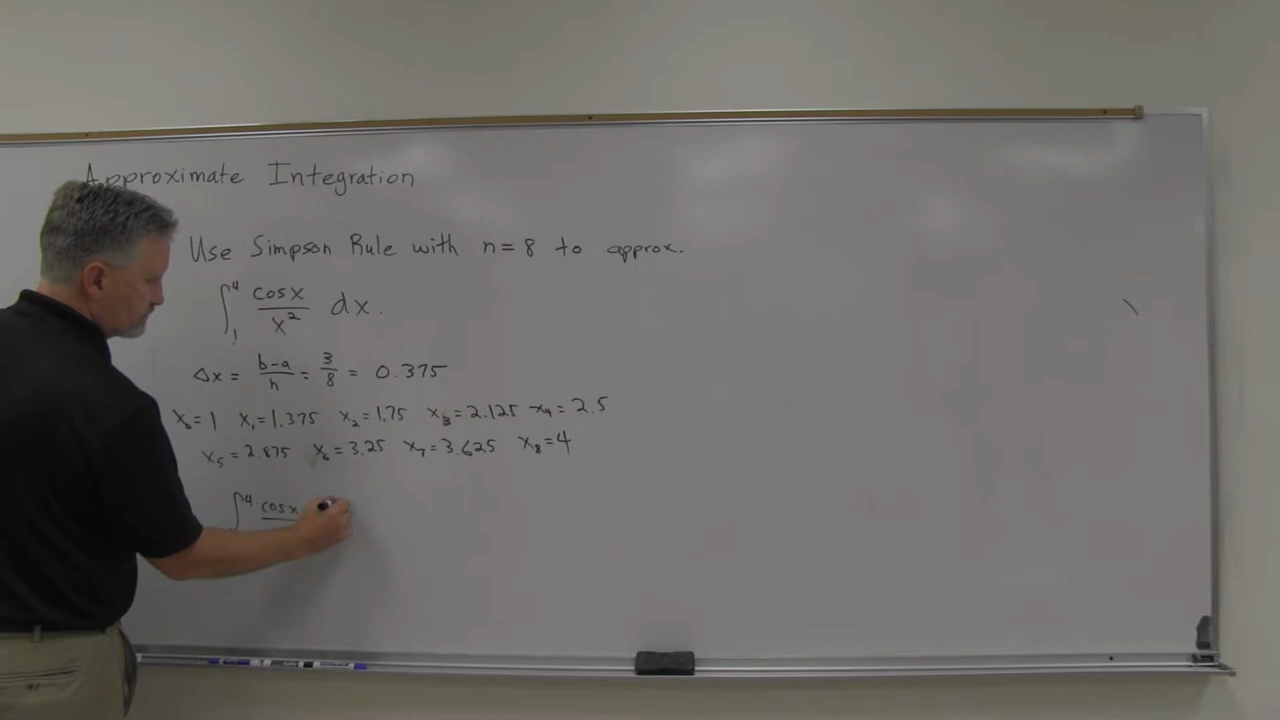 Approximate Integration
Use Simpson Rule with n=8 to approx.
∫₁⁴ cosx/x² dx.
Δx = b-a/n = 3/8 = 0.375
x₀=1 x₁=1.375 x₂=1.75 x₃=2.125 x₄=2.5
x₅=2.875 x₆=3.25 x₇=3.625 x₈=4
∫⁴ cosx